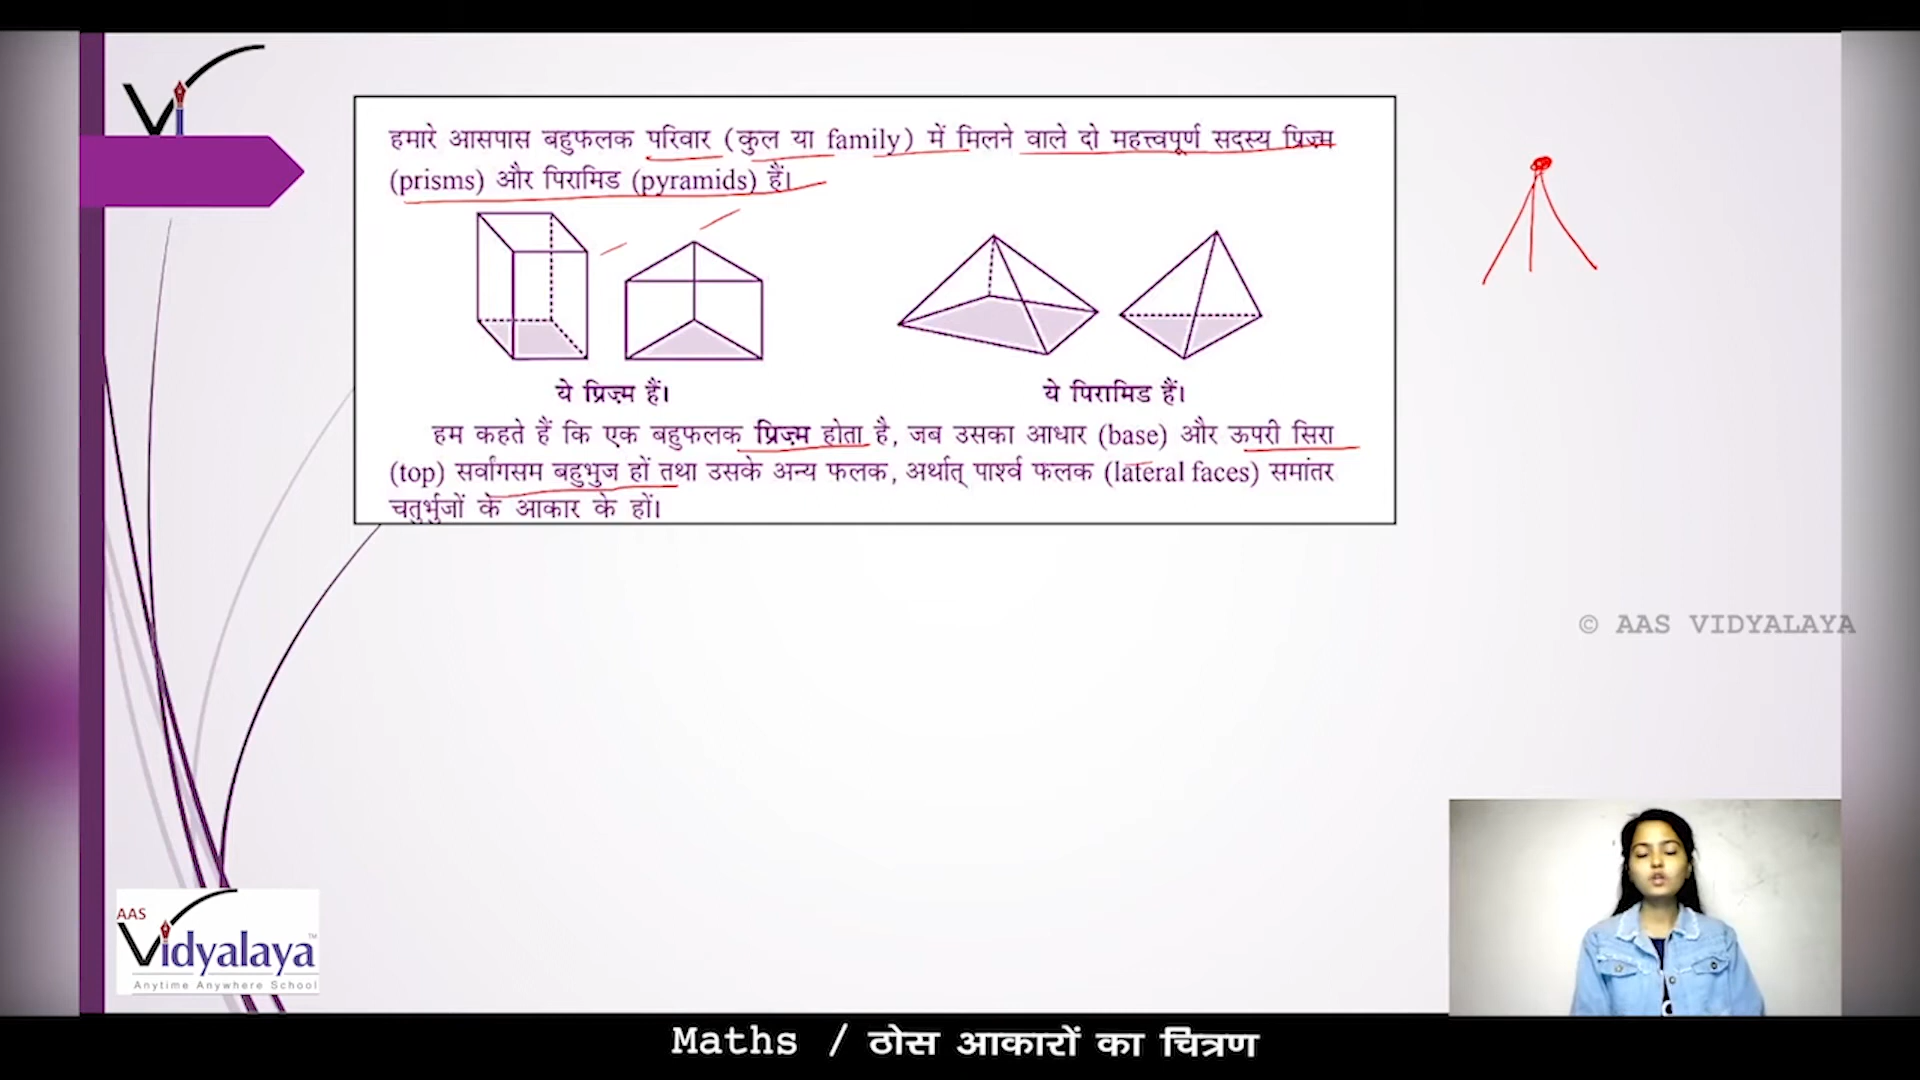 Vi
हमारे आसपास बहुफलक परिवार (कुल या family) में मिलने वाले दो महत्त्वपूर्ण सदस्य प्रिज़्म
(prisms) और पिरामिड (pyramids) हैं।
ये प्रिज़्म हैं।
ये पिरामिड हैं।
हम कहते हैं कि एक बहुफलक प्रिज़्म होता है, जब उसका आधार (base) और ऊपरी सिरा
(top) सर्वांगसम बहुभुज हों तथा उसके अन्य फलक, अर्थात् पार्श्व फलक (lateral faces) समांतर
चतुर्भुजों के आकार के हों।
© AAS VIDYALAYA
AAS
Vidyalaya™
Anytime Anywhere School
Maths / ठोस आकारों का चित्रण